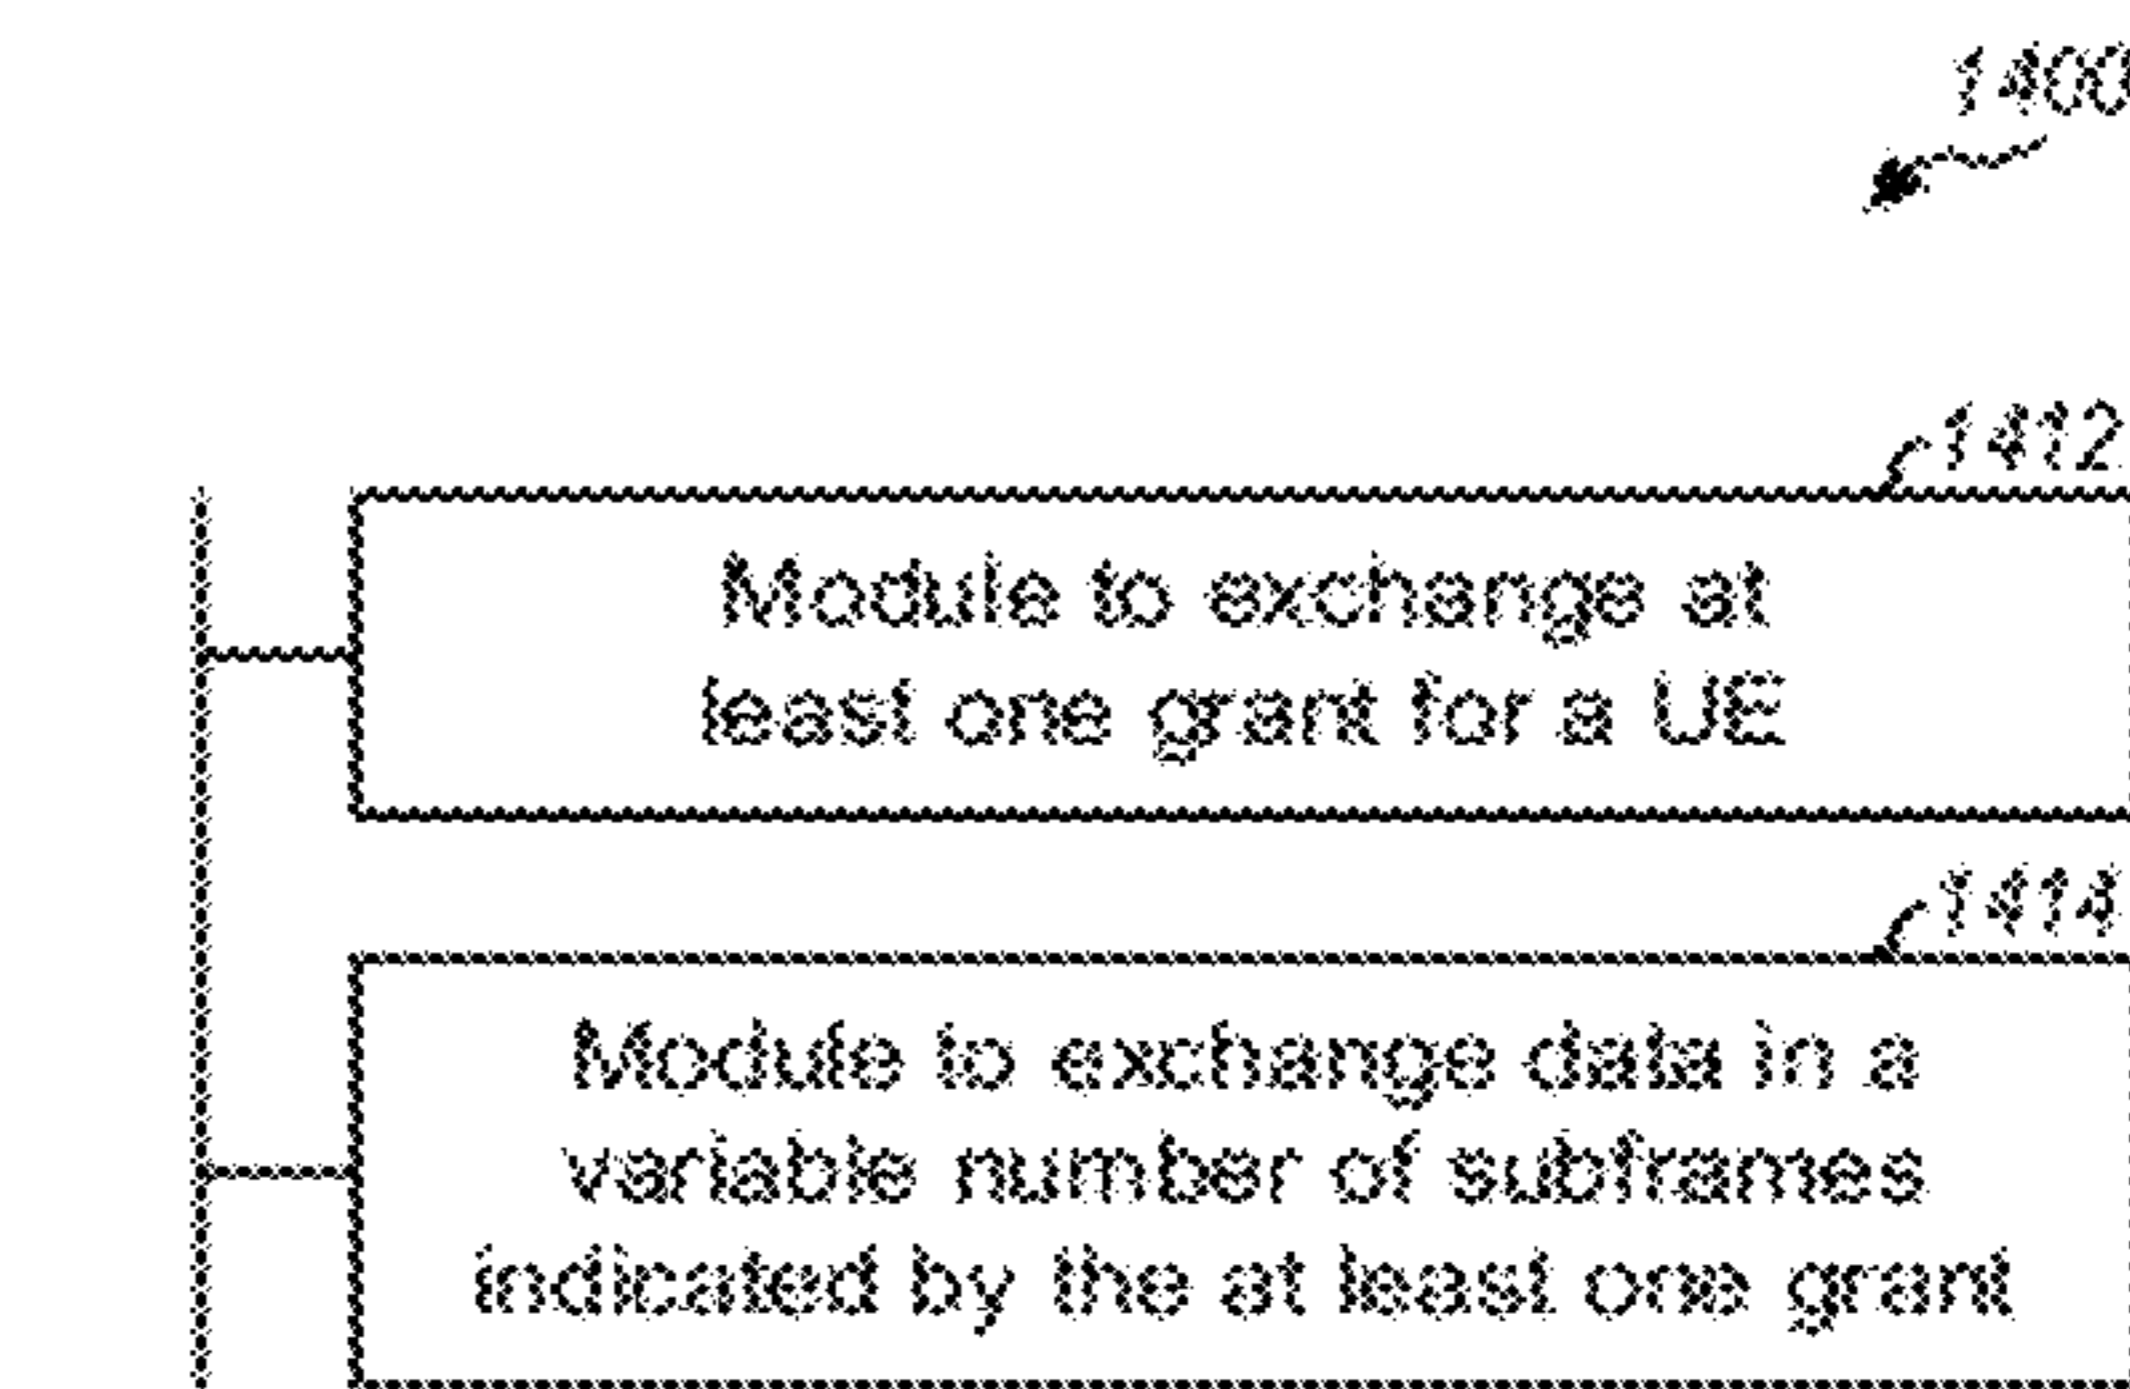 1400
1412
Module to exchange at
least one grant for a UE
1414
Module to exchange data in a
variable number of subframes
indicated by the at least one grant